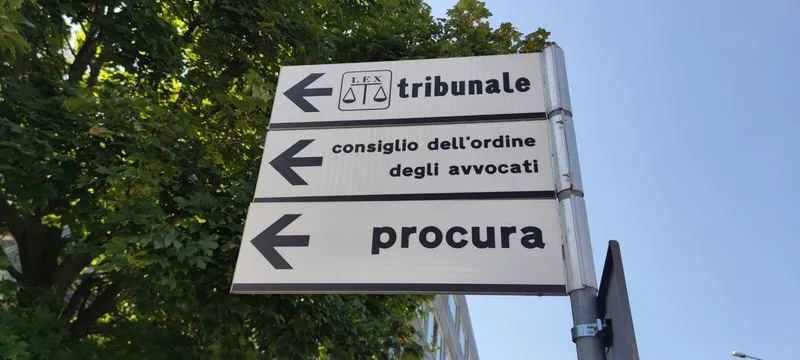 LEX
tribunale
consiglio dell'ordine
degli avvocati
procura